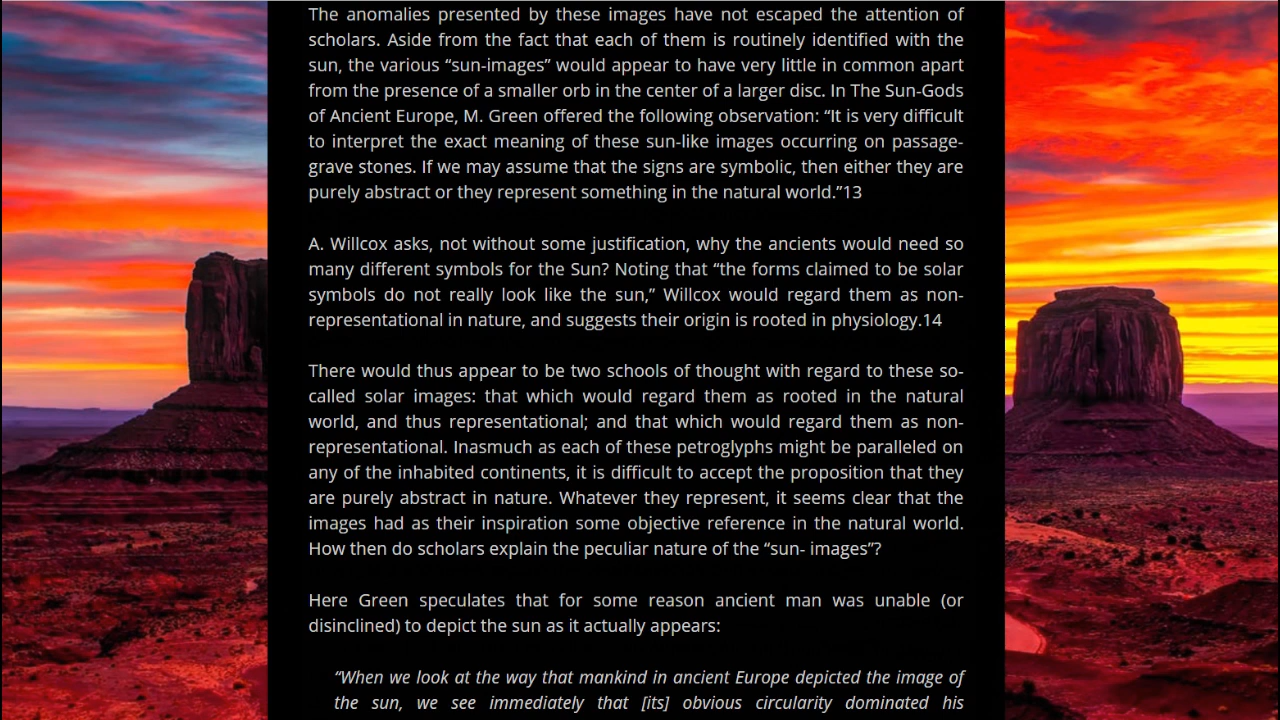 The anomalies presented by these images have not escaped the attention of
scholars. Aside from the fact that each of them is routinely identified with the
sun, the various “sun-images” would appear to have very little in common apart
from the presence of a smaller orb in the center of a larger disc. In The Sun-Gods
of Ancient Europe, M. Green offered the following observation: “It is very difficult
to interpret the exact meaning of these sun-like images occurring on passage-
grave stones. If we may assume that the signs are symbolic, then either they are
purely abstract or they represent something in the natural world.”13
A. Willcox asks, not without some justification, why the ancients would need so
many different symbols for the Sun? Noting that “the forms claimed to be solar
symbols do not really look like the sun,” Willcox would regard them as non-
representational in nature, and suggests their origin is rooted in physiology.14
There would thus appear to be two schools of thought with regard to these so-
called solar images: that which would regard them as rooted in the natural
world, and thus representational; and that which would regard them as non-
representational. Inasmuch as each of these petroglyphs might be paralleled on
any of the inhabited continents, it is difficult to accept the proposition that they
are purely abstract in nature. Whatever they represent, it seems clear that the
images had as their inspiration some objective reference in the natural world.
How then do scholars explain the peculiar nature of the “sun- images”?
Here Green speculates that for some reason ancient man was unable (or
disinclined) to depict the sun as it actually appears:
“When we look at the way that mankind in ancient Europe depicted the image of
the sun, we see immediately that [its] obvious circularity dominated his